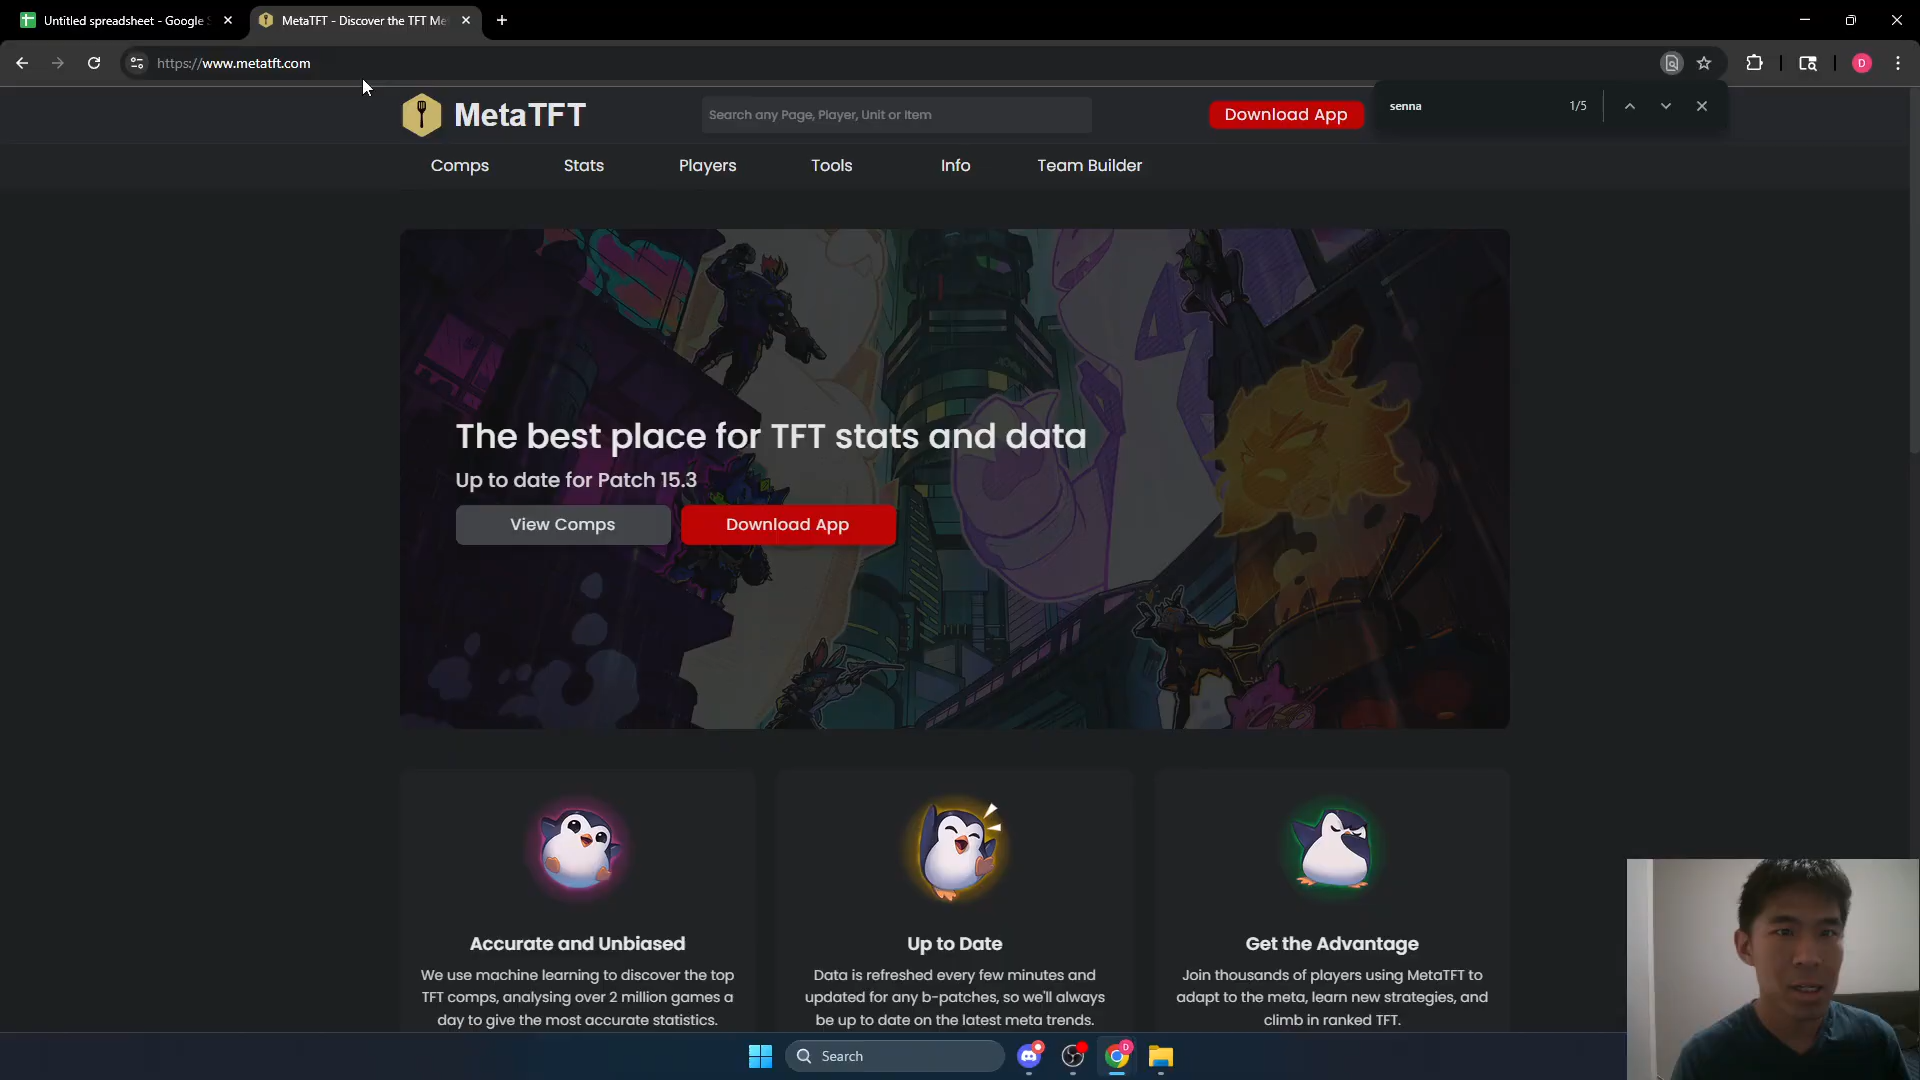 Untitled spreadsheet - Google S
MetaTFT - Discover the TFT Me
https://www.metatft.com
MetaTFT
Search any Page, Player, Unit or Item
Download App
senna
1/5
D
Comps
Stats
Players
Tools
Info
Team Builder
The best place for TFT stats and data
Up to date for Patch 15.3
View Comps
Download App
Accurate and Unbiased
We use machine learning to discover the top
TFT comps, analysing over 2 million games a
day to give the most accurate statistics.
Up to Date
Data is refreshed every few minutes and
updated for any b-patches, so we'll always
be up to date on the latest meta trends.
Get the Advantage
Join thousands of players using MetaTFT to
adapt to the meta, learn new strategies, and
climb in ranked TFT.
Search
D